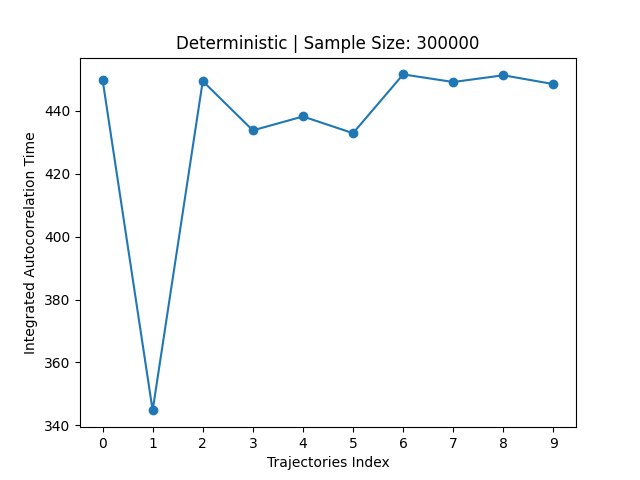 Deterministic | Sample Size: 300000
Integrated Autocorrelation Time
440
420
400
380
360
340
0 1 2 3 4 5 6 7 8 9
Trajectories Index